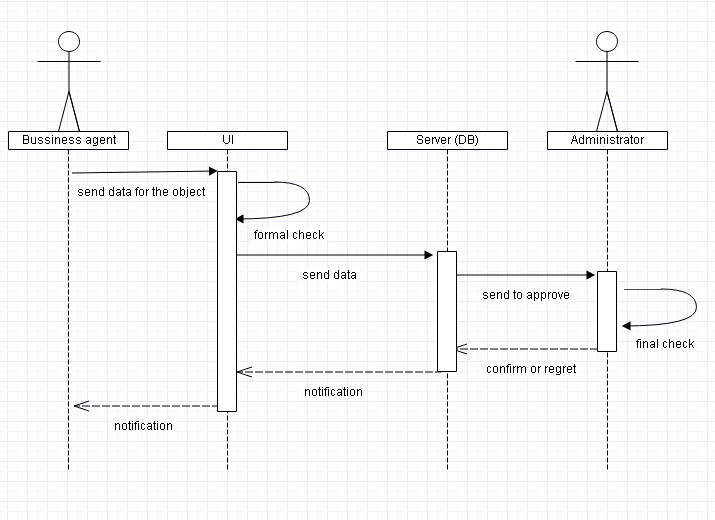 Bussiness agent
UI
Server (DB)
Administrator
send data for the object
formal check
send data
send to approve
final check
confirm or regret
notification
notification